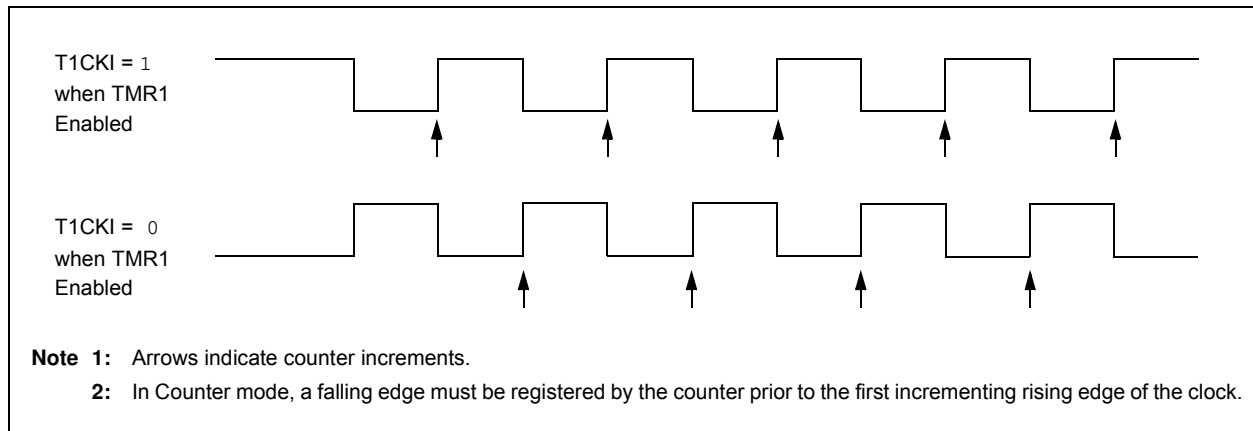 T1CKI = 1
when TMR1
Enabled
T1CKI = 0
when TMR1
Enabled
Note 1: Arrows indicate counter increments.
2: In Counter mode, a falling edge must be registered by the counter prior to the first incrementing rising edge of the clock.